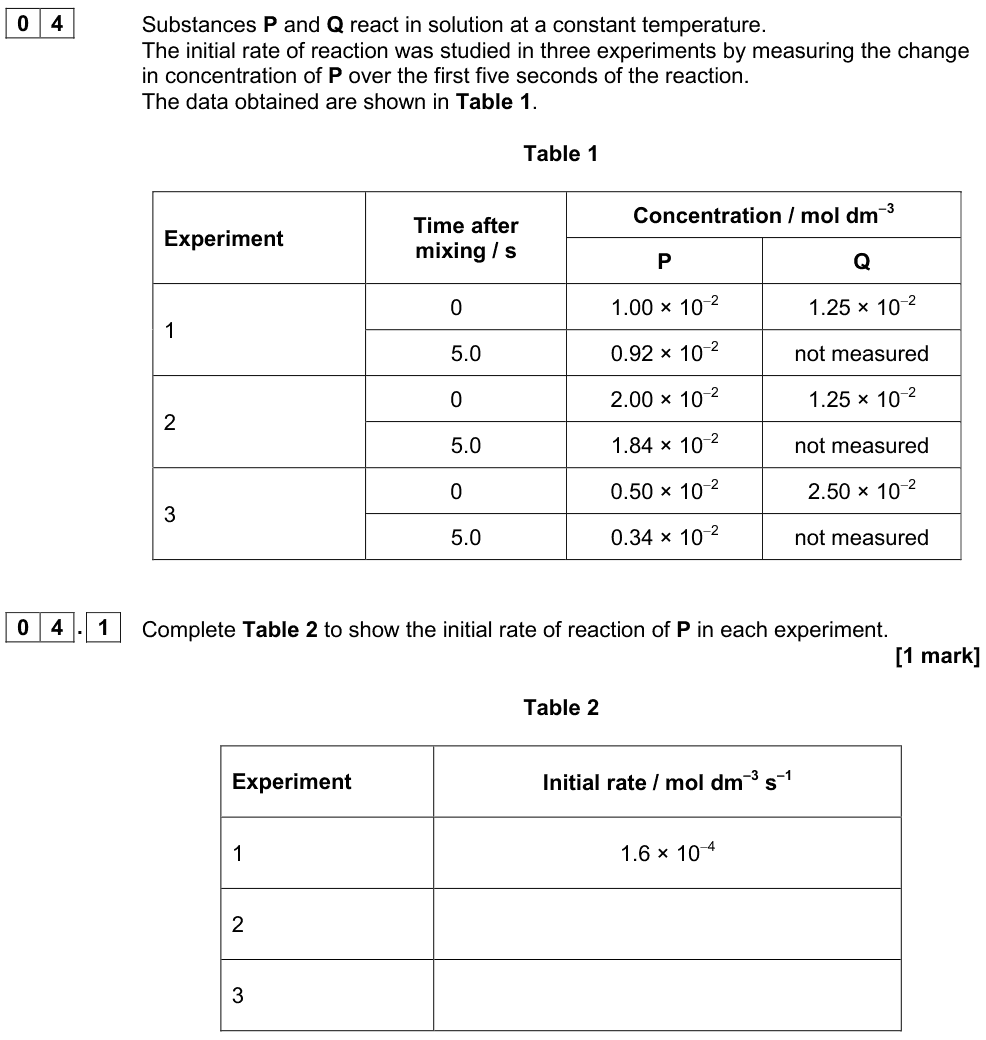 0 4 Substances P and Q react in solution at a constant temperature.
The initial rate of reaction was studied in three experiments by measuring the change
in concentration of P over the first five seconds of the reaction.
The data obtained are shown in Table 1.
Table 1
Experiment
Time after
mixing / s
Concentration / mol dm⁻³
P Q
1
0 1.00 × 10⁻² 1.25 × 10⁻²
5.0 0.92 × 10⁻² not measured
2
0 2.00 × 10⁻² 1.25 × 10⁻²
5.0 1.84 × 10⁻² not measured
3
0 0.50 × 10⁻² 2.50 × 10⁻²
5.0 0.34 × 10⁻² not measured
0 4 . 1 Complete Table 2 to show the initial rate of reaction of P in each experiment.
[1 mark]
Table 2
Experiment Initial rate / mol dm⁻³ s⁻¹
1 1.6 × 10⁻⁴
2
3